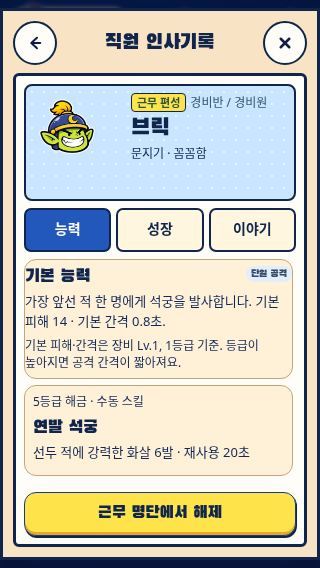 직원 인사기록
근무 편성 경비반 / 경비원
브릭
문지기 · 꼼꼼함
능력
성장
이야기
기본 능력
단일 공격
가장 앞선 적 한 명에게 석궁을 발사합니다. 기본
피해 14 · 기본 간격 0.8초.
기본 피해·간격은 장비 Lv.1, 1등급 기준. 등급이
높아지면 공격 간격이 짧아져요.
5등급 해금 · 수동 스킬
연발 석궁
선두 적에 강력한 화살 6발 · 재사용 20초
근무 명단에서 해제